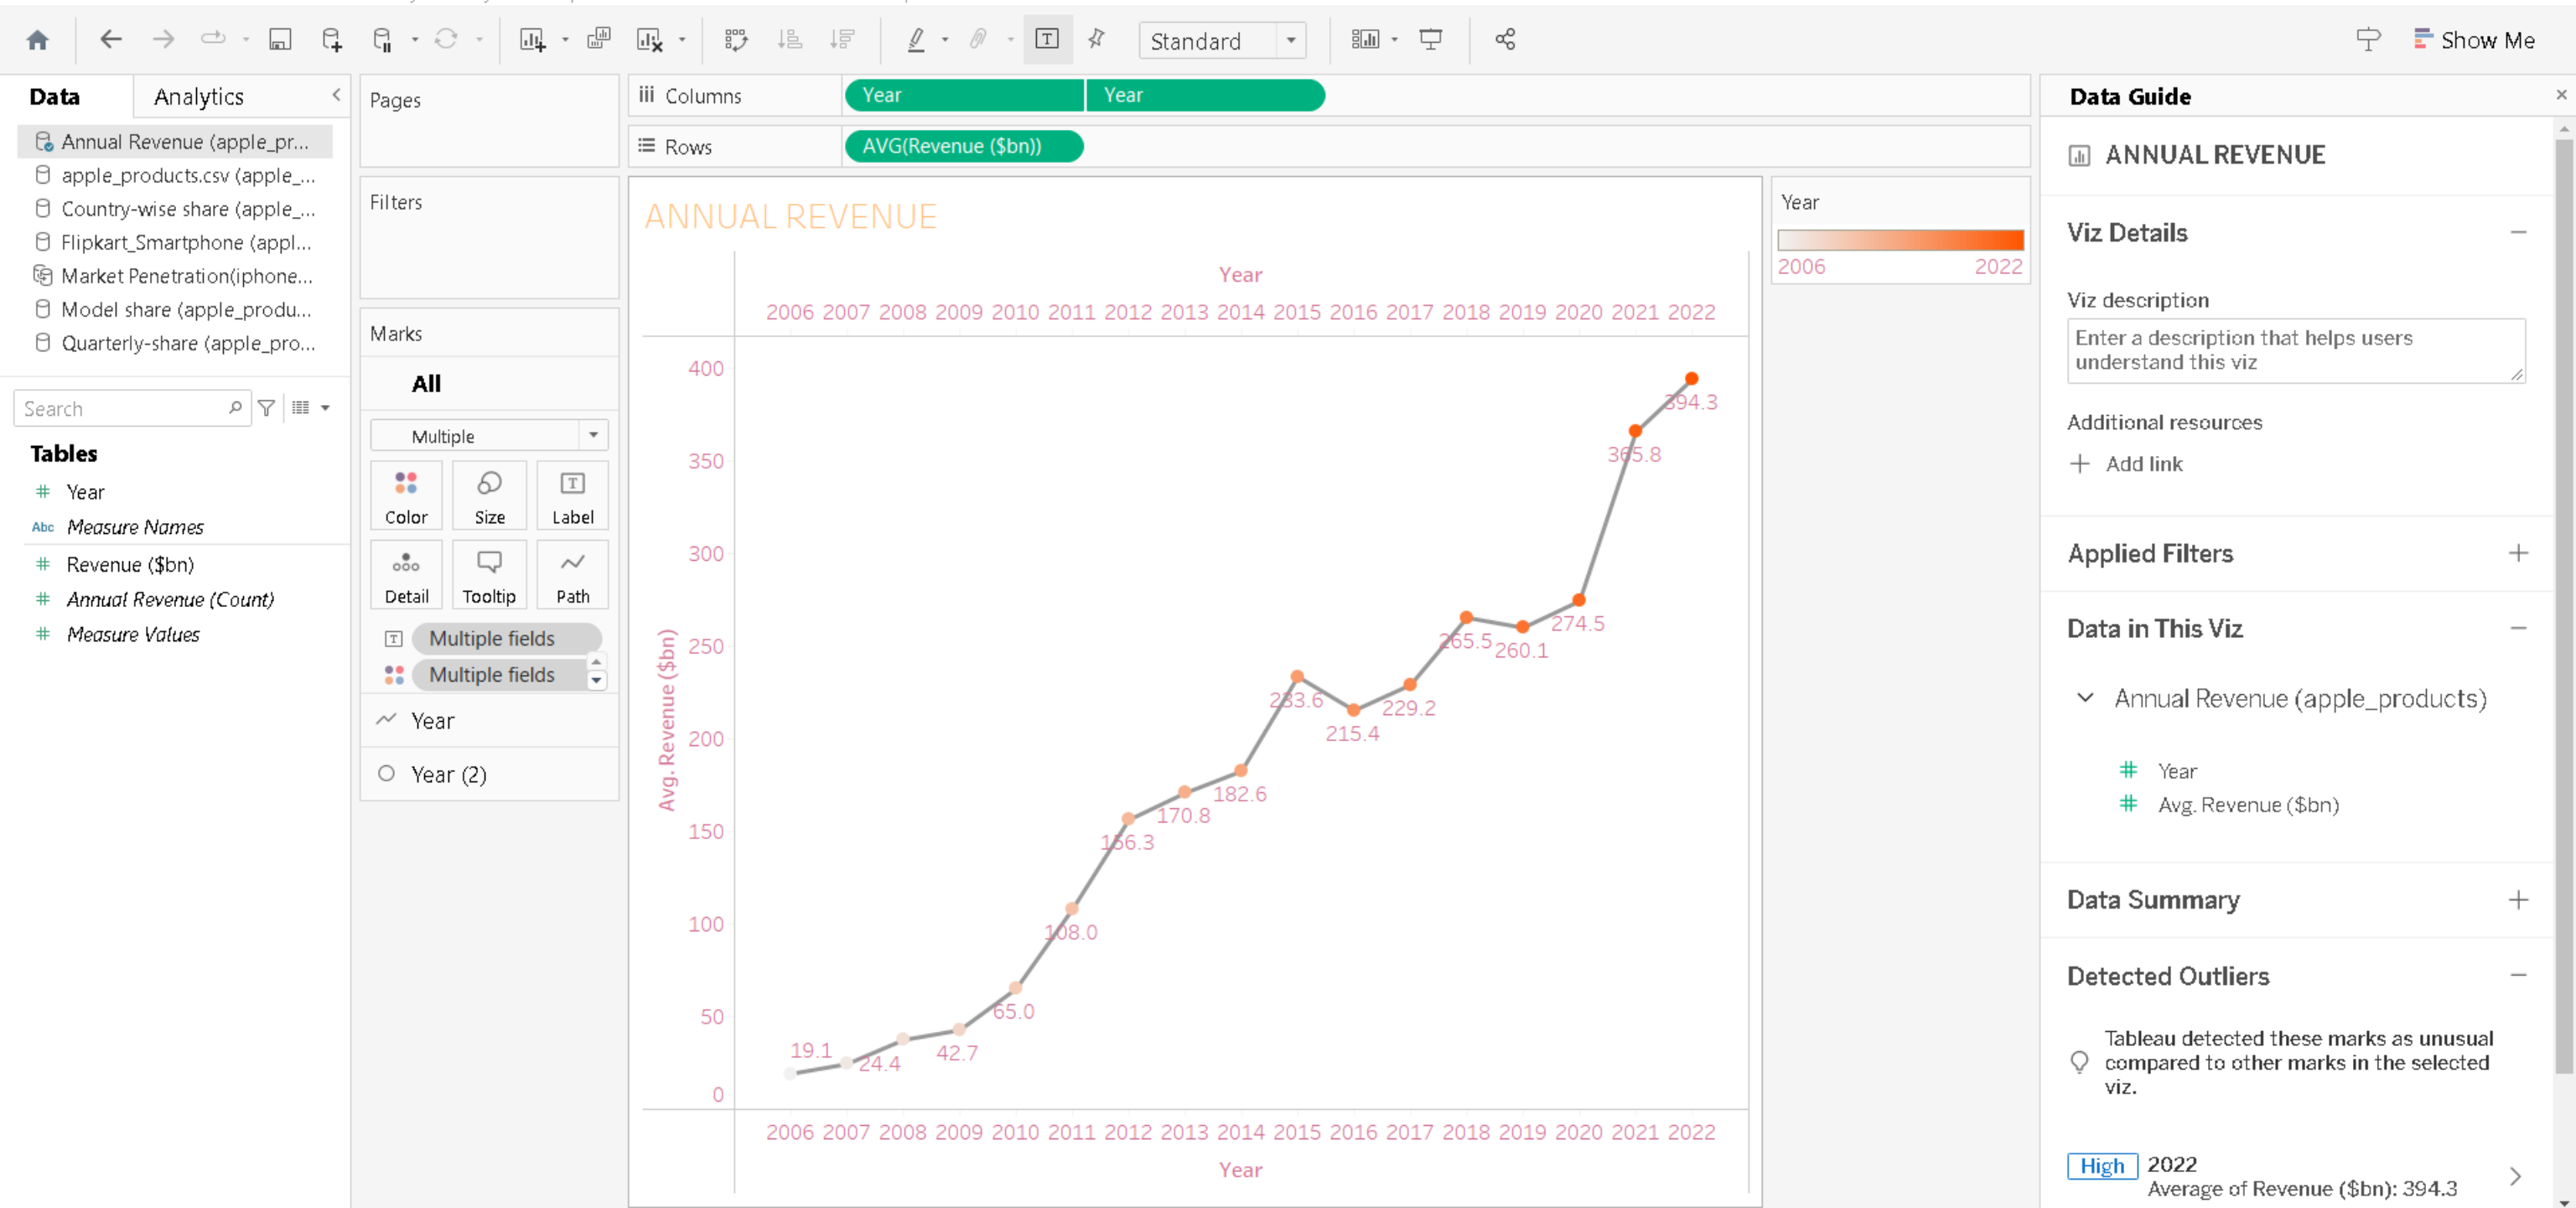 Standard
Show Me
Data
Analytics
Annual Revenue (apple_pr...
apple_products.csv (apple_...
Country-wise share (apple_...
Flipkart_Smartphone (appl...
Market Penetration(iphone...
Model share (apple_produ...
Quarterly-share (apple_pro...
Search
Tables
Year
Abc Measure Names
Revenue ($bn)
Annual Revenue (Count)
Measure Values
Pages
Filters
Marks
All
Multiple
Color Size Label
Detail Tooltip Path
Multiple fields
Multiple fields
Year
Year (2)
Columns Year Year
Rows AVG(Revenue ($bn))
ANNUAL REVENUE
Year
2006 2007 2008 2009 2010 2011 2012 2013 2014 2015 2016 2017 2018 2019 2020 2021 2022
Avg. Revenue ($bn)
400
350
300
250
200
150
100
50
0
19.1
24.4
42.7
65.0
108.0
156.3
170.8
182.6
233.6
215.4
229.2
265.5
260.1
274.5
365.8
394.3
2006 2007 2008 2009 2010 2011 2012 2013 2014 2015 2016 2017 2018 2019 2020 2021 2022
Year
Year
2006 2022
Data Guide
ANNUAL REVENUE
Viz Details
Viz description
Enter a description that helps users
understand this viz
Additional resources
Add link
Applied Filters
Data in This Viz
Annual Revenue (apple_products)
Year
Avg. Revenue ($bn)
Data Summary
Detected Outliers
Tableau detected these marks as unusual
compared to other marks in the selected
viz.
High 2022
Average of Revenue ($bn): 394.3